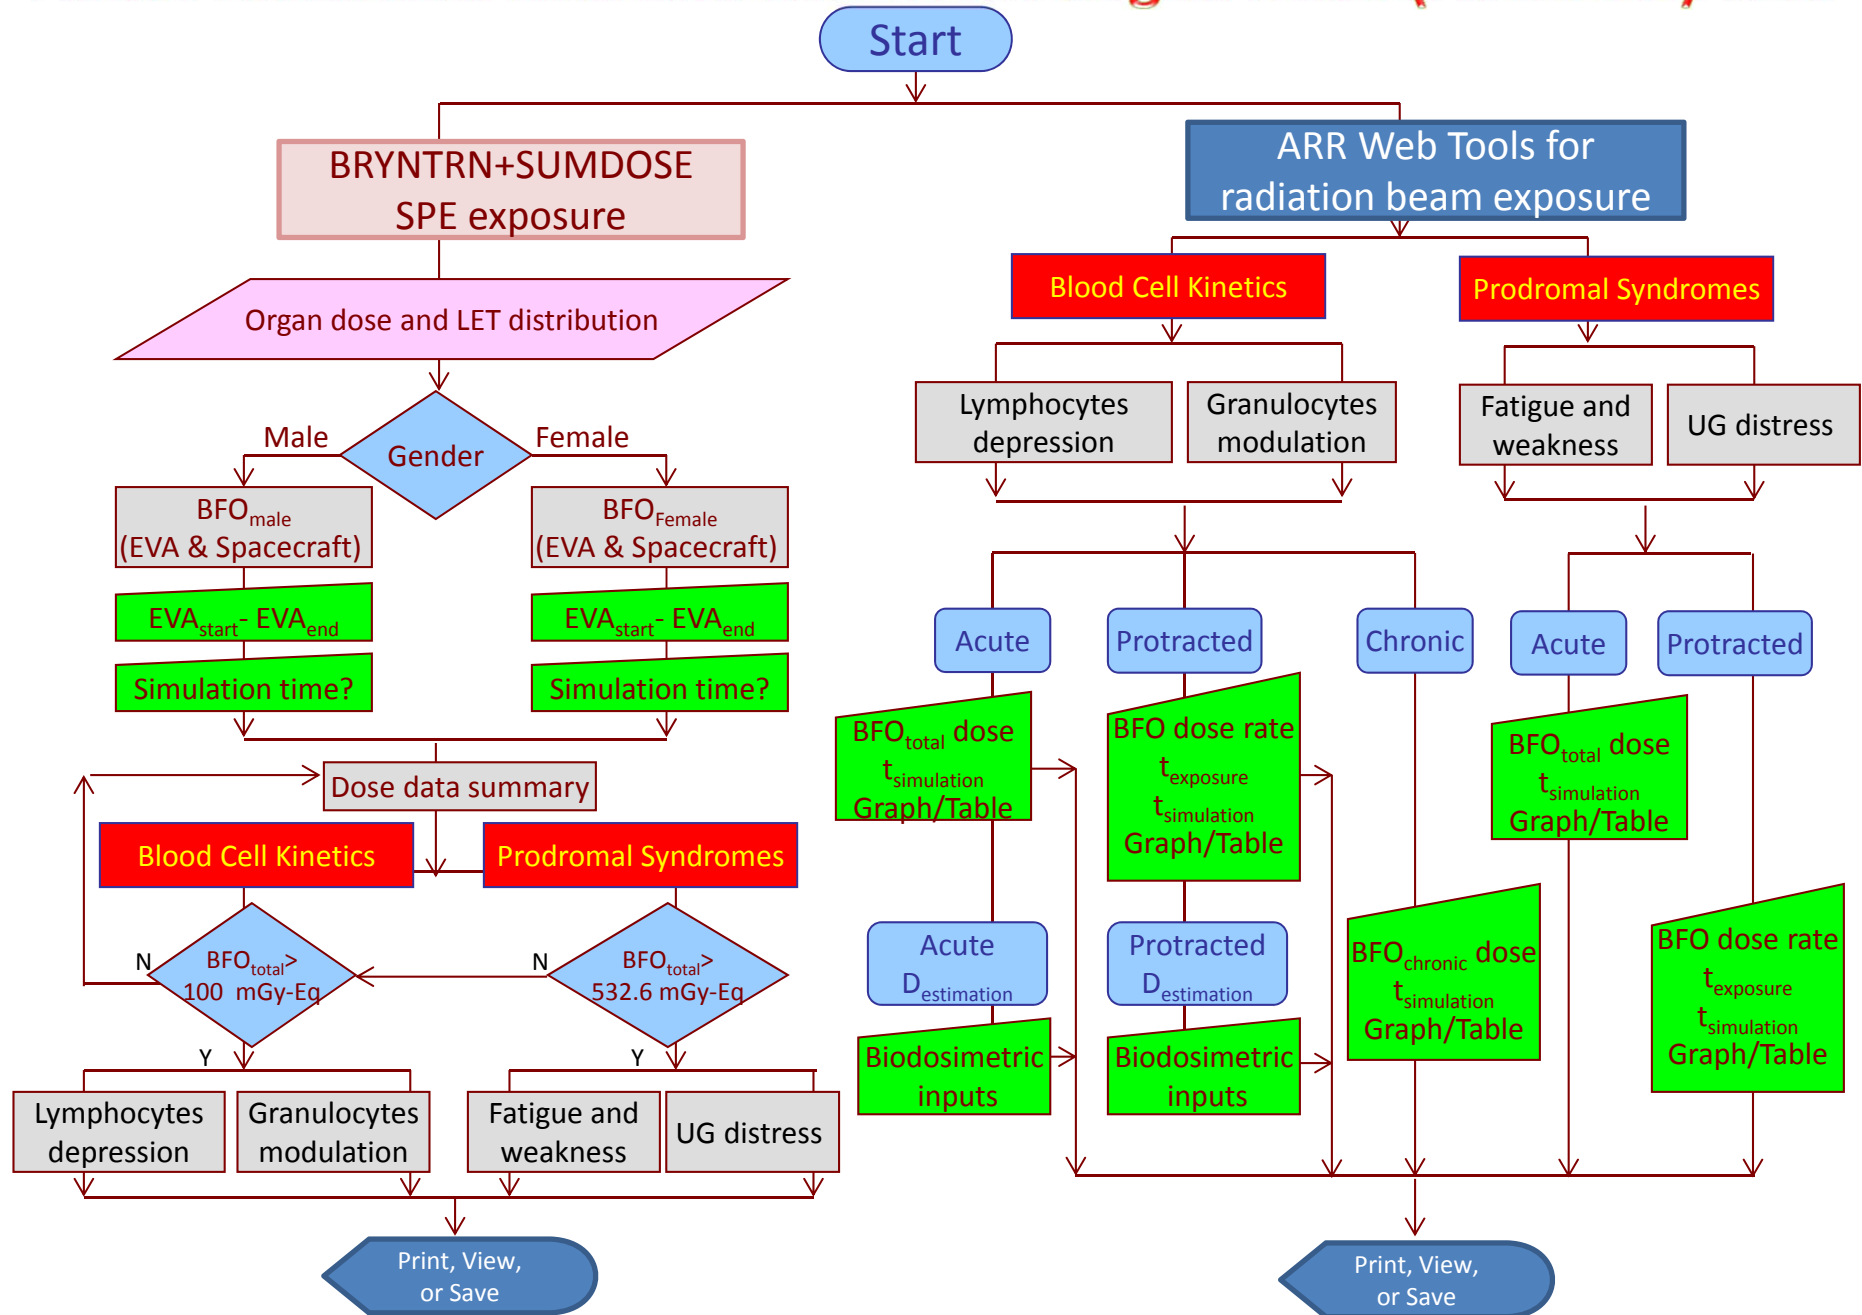 Start
BRYNTRN+SUMDOSE
SPE exposure
Organ dose and LET distribution
Male
Gender
Female
BFOmale
(EVA & Spacecraft)
BFOFemale
(EVA & Spacecraft)
EVAstart- EVAend
EVAstart- EVAend
Simulation time?
Simulation time?
Dose data summary
Blood Cell Kinetics
Prodromal Syndromes
N
BFOtotal>
100 mGy-Eq
N
BFOtotal>
532.6 mGy-Eq
Y
Y
Lymphocytes
depression
Granulocytes
modulation
Fatigue and
weakness
UG distress
Print, View,
or Save
ARR Web Tools for
radiation beam exposure
Blood Cell Kinetics
Prodromal Syndromes
Lymphocytes
depression
Granulocytes
modulation
Fatigue and
weakness
UG distress
Acute
Protracted
Chronic
Acute
Protracted
BFOtotal dose
tsimulation
Graph/Table
BFO dose rate
texposure
tsimulation
Graph/Table
BFOtotal dose
tsimulation
Graph/Table
Acute
Destimation
Protracted
Destimation
BFOchronic dose
tsimulation
Graph/Table
BFO dose rate
texposure
tsimulation
Graph/Table
Biodosimetric
inputs
Biodosimetric
inputs
Print, View,
or Save